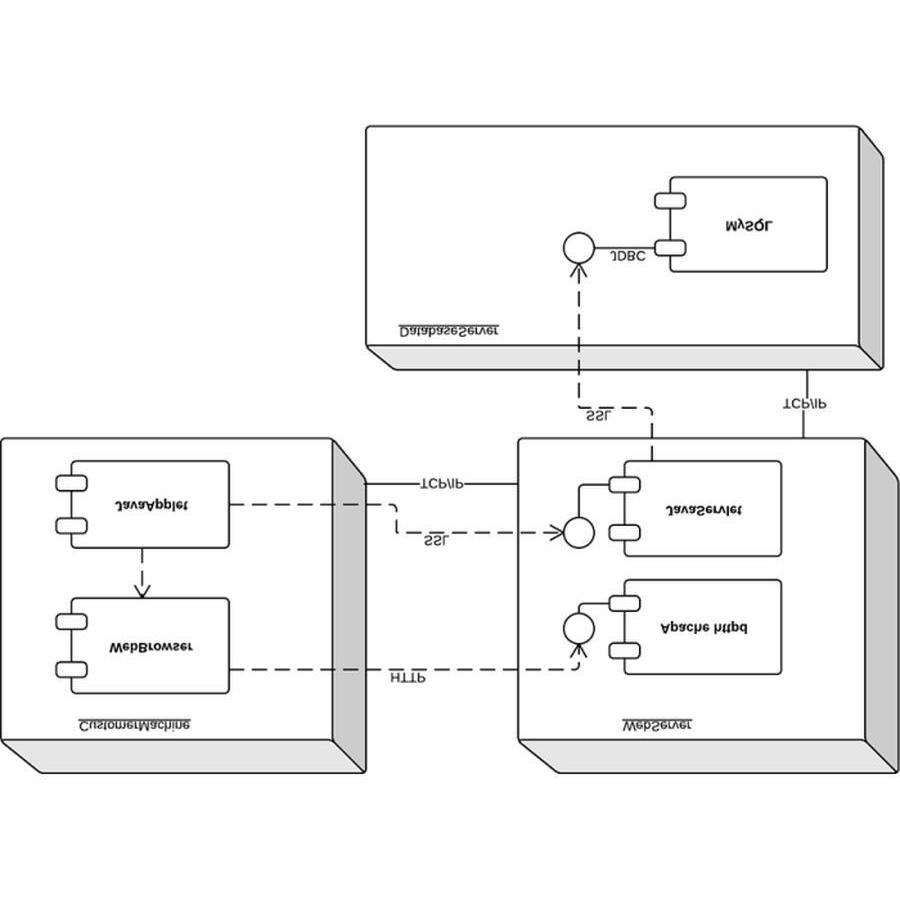 CustomerMachine
WebServer
HTTP
WebBrowser
Apache httpd
SSL
JavaApplet
JavaServlet
TCP/IP
SSL
TCP/IP
DatabaseServer
JDBC
MySQL